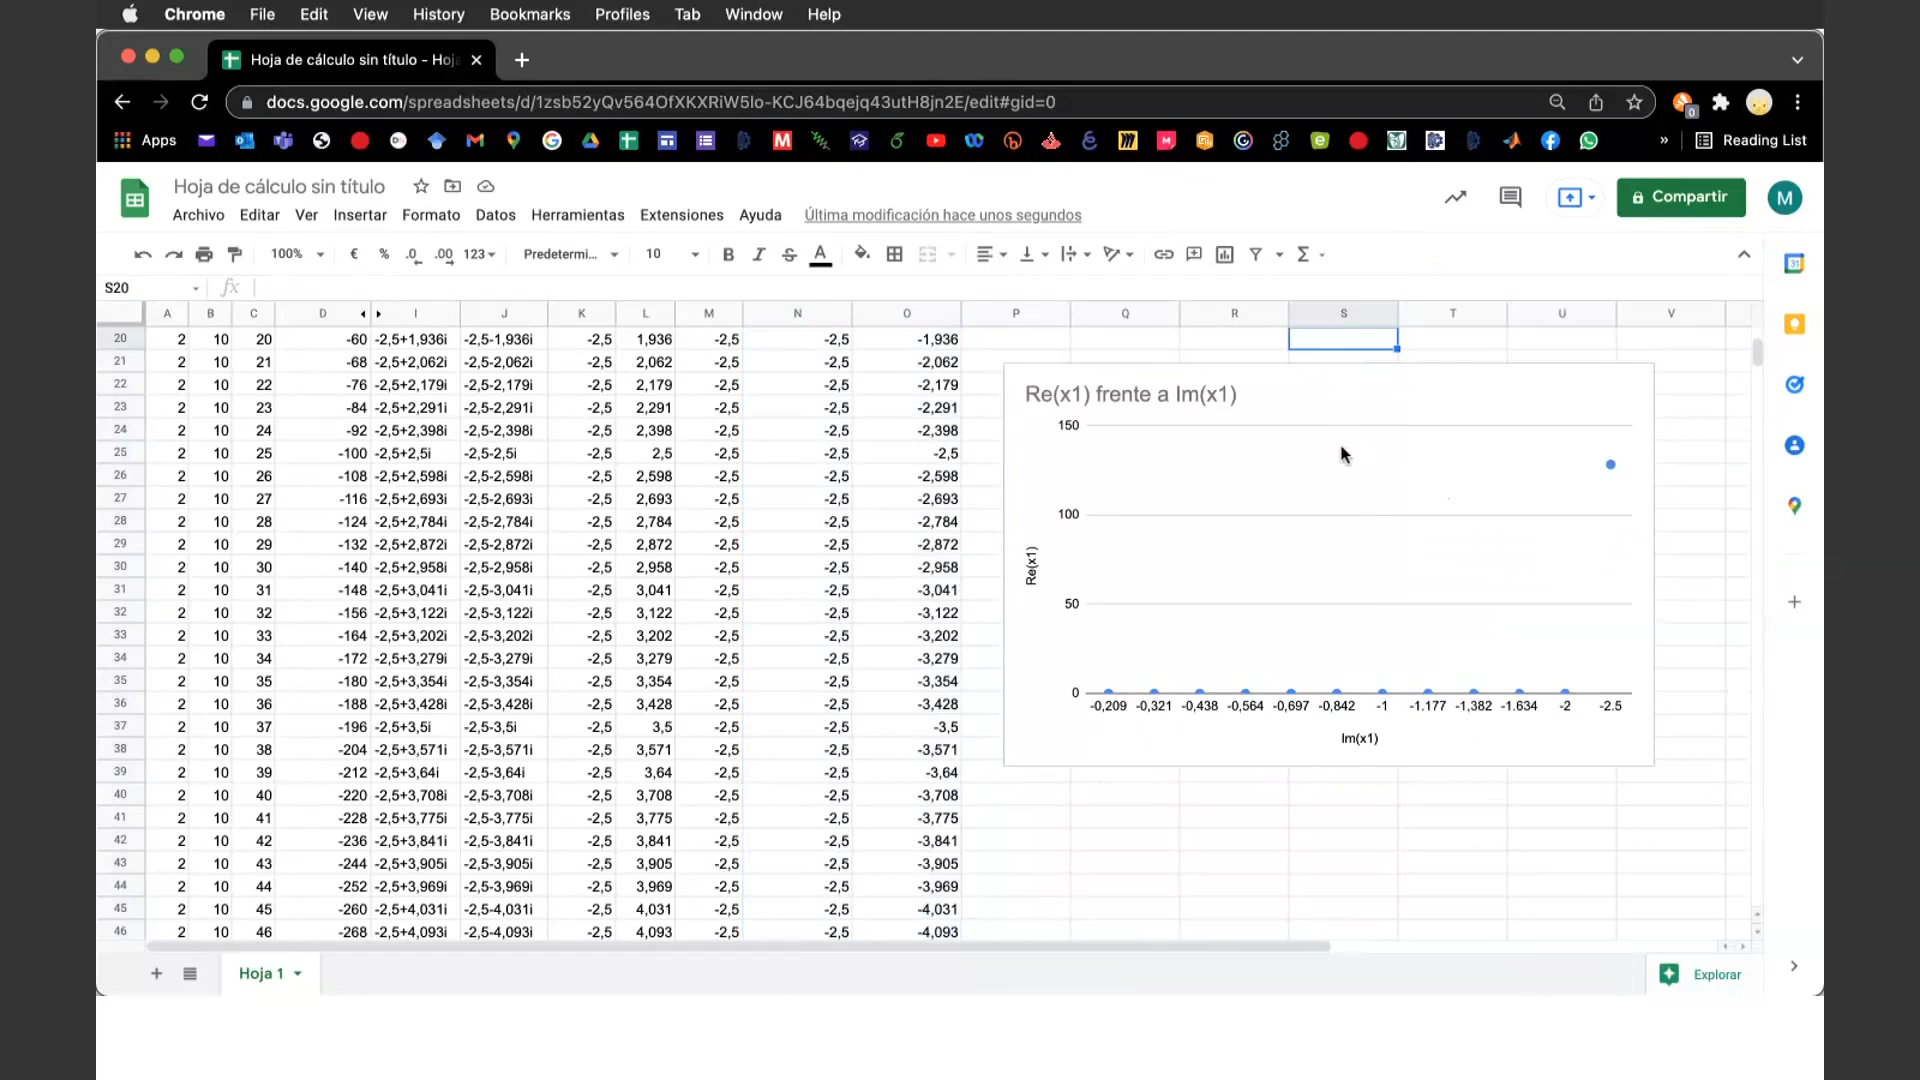 Chrome File Edit View History Bookmarks Profiles Tab Window Help
Hoja de cálculo sin título - Hoja
docs.google.com/spreadsheets/d/1zsb52yQv564OfXKXRiW5lo-KCJ64bqejq43utH8jn2E/edit#gid=0
Apps » Reading List
Hoja de cálculo sin título
Archivo Editar Ver Insertar Formato Datos Herramientas Extensiones Ayuda Última modificación hace unos segundos
Compartir M
100% € % .0 .00 123 Predetermi... 10 B I S A Σ
S20 fx
A B C D I J K L M N O P Q R S T U V
20 2 10 20 -60 -2,5+1,936i -2,5-1,936i -2,5 1,936 -2,5 -2,5 -1,936
21 2 10 21 -68 -2,5+2,062i -2,5-2,062i -2,5 2,062 -2,5 -2,5 -2,062
22 2 10 22 -76 -2,5+2,179i -2,5-2,179i -2,5 2,179 -2,5 -2,5 -2,179
23 2 10 23 -84 -2,5+2,291i -2,5-2,291i -2,5 2,291 -2,5 -2,5 -2,291
24 2 10 24 -92 -2,5+2,398i -2,5-2,398i -2,5 2,398 -2,5 -2,5 -2,398
25 2 10 25 -100 -2,5+2,5i -2,5-2,5i -2,5 2,5 -2,5 -2,5 -2,5
26 2 10 26 -108 -2,5+2,598i -2,5-2,598i -2,5 2,598 -2,5 -2,5 -2,598
27 2 10 27 -116 -2,5+2,693i -2,5-2,693i -2,5 2,693 -2,5 -2,5 -2,693
28 2 10 28 -124 -2,5+2,784i -2,5-2,784i -2,5 2,784 -2,5 -2,5 -2,784
29 2 10 29 -132 -2,5+2,872i -2,5-2,872i -2,5 2,872 -2,5 -2,5 -2,872
30 2 10 30 -140 -2,5+2,958i -2,5-2,958i -2,5 2,958 -2,5 -2,5 -2,958
31 2 10 31 -148 -2,5+3,041i -2,5-3,041i -2,5 3,041 -2,5 -2,5 -3,041
32 2 10 32 -156 -2,5+3,122i -2,5-3,122i -2,5 3,122 -2,5 -2,5 -3,122
33 2 10 33 -164 -2,5+3,202i -2,5-3,202i -2,5 3,202 -2,5 -2,5 -3,202
34 2 10 34 -172 -2,5+3,279i -2,5-3,279i -2,5 3,279 -2,5 -2,5 -3,279
35 2 10 35 -180 -2,5+3,354i -2,5-3,354i -2,5 3,354 -2,5 -2,5 -3,354
36 2 10 36 -188 -2,5+3,428i -2,5-3,428i -2,5 3,428 -2,5 -2,5 -3,428
37 2 10 37 -196 -2,5+3,5i -2,5-3,5i -2,5 3,5 -2,5 -2,5 -3,5
38 2 10 38 -204 -2,5+3,571i -2,5-3,571i -2,5 3,571 -2,5 -2,5 -3,571
39 2 10 39 -212 -2,5+3,64i -2,5-3,64i -2,5 3,64 -2,5 -2,5 -3,64
40 2 10 40 -220 -2,5+3,708i -2,5-3,708i -2,5 3,708 -2,5 -2,5 -3,708
41 2 10 41 -228 -2,5+3,775i -2,5-3,775i -2,5 3,775 -2,5 -2,5 -3,775
42 2 10 42 -236 -2,5+3,841i -2,5-3,841i -2,5 3,841 -2,5 -2,5 -3,841
43 2 10 43 -244 -2,5+3,905i -2,5-3,905i -2,5 3,905 -2,5 -2,5 -3,905
44 2 10 44 -252 -2,5+3,969i -2,5-3,969i -2,5 3,969 -2,5 -2,5 -3,969
45 2 10 45 -260 -2,5+4,031i -2,5-4,031i -2,5 4,031 -2,5 -2,5 -4,031
46 2 10 46 -268 -2,5+4,093i -2,5-4,093i -2,5 4,093 -2,5 -2,5 -4,093
Re(x1) frente a Im(x1)
150
100
50
0
Re(x1)
-0,209 -0,321 -0,438 -0,564 -0,697 -0,842 -1 -1.177 -1,382 -1.634 -2 -2.5
Im(x1)
Hoja 1
Explorar